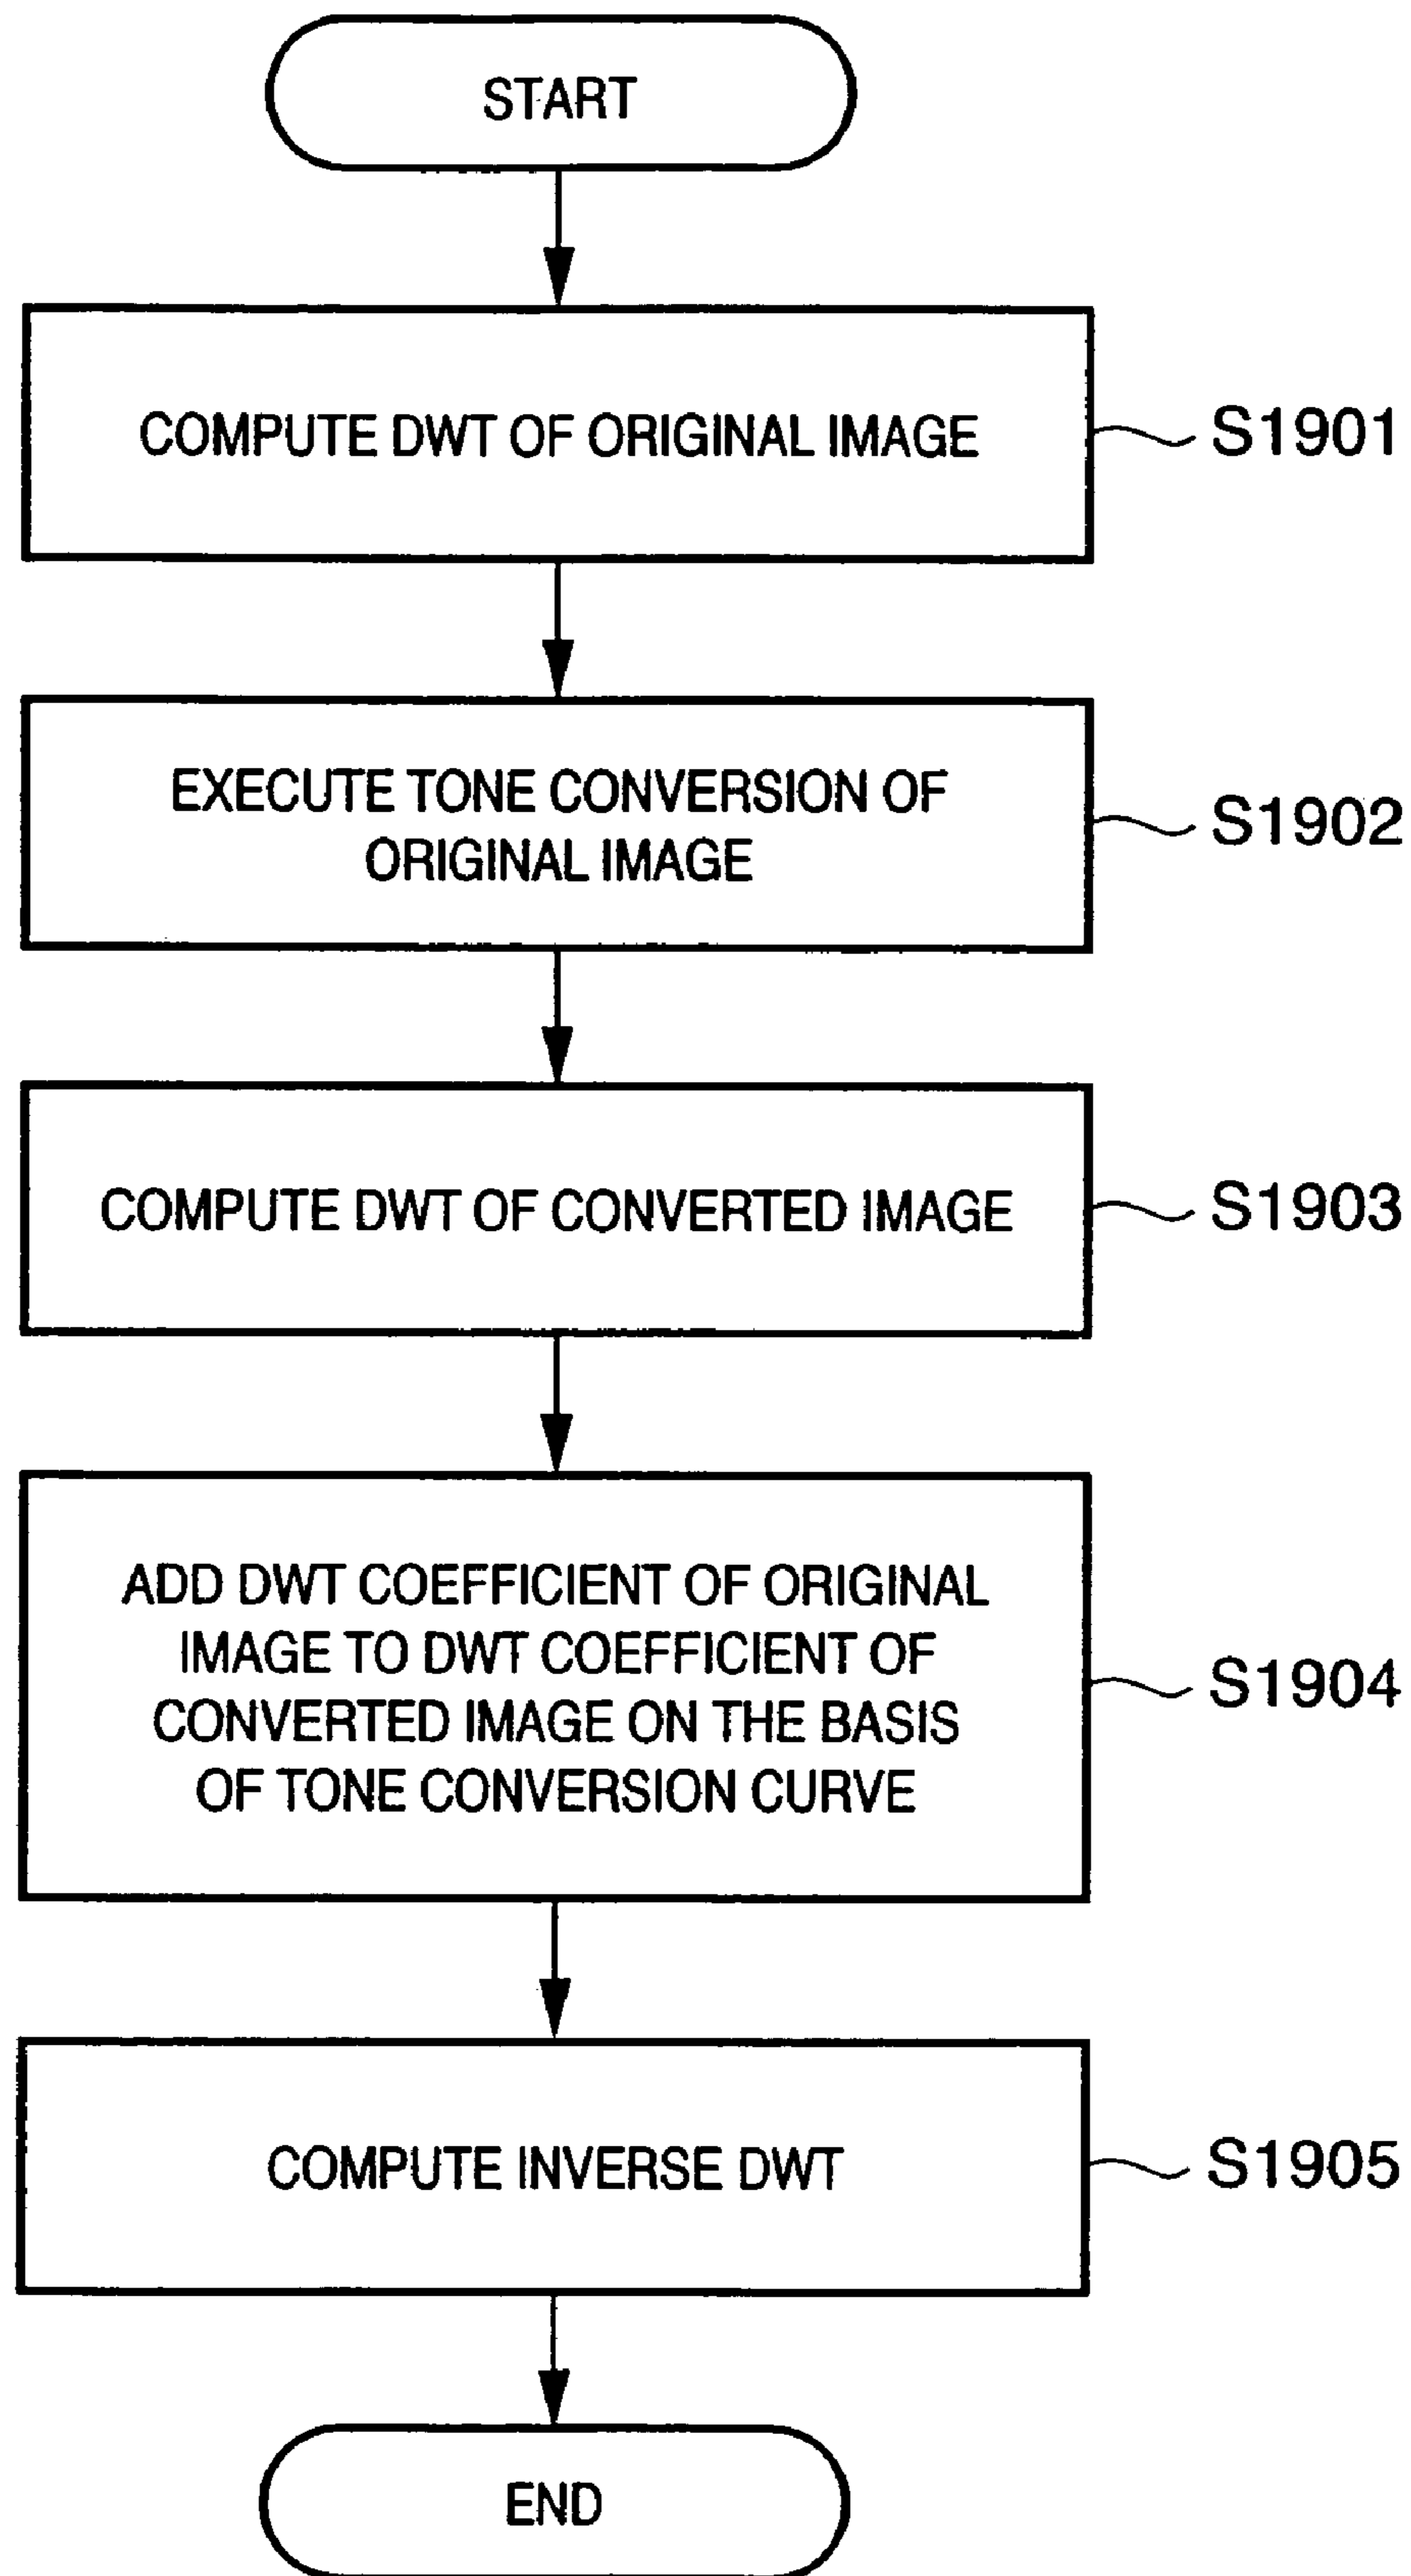 START
COMPUTE DWT OF ORIGINAL IMAGE
S1901
EXECUTE TONE CONVERSION OF
ORIGINAL IMAGE
S1902
COMPUTE DWT OF CONVERTED IMAGE
S1903
ADD DWT COEFFICIENT OF ORIGINAL
IMAGE TO DWT COEFFICIENT OF
CONVERTED IMAGE ON THE BASIS
OF TONE CONVERSION CURVE
S1904
COMPUTE INVERSE DWT
S1905
END